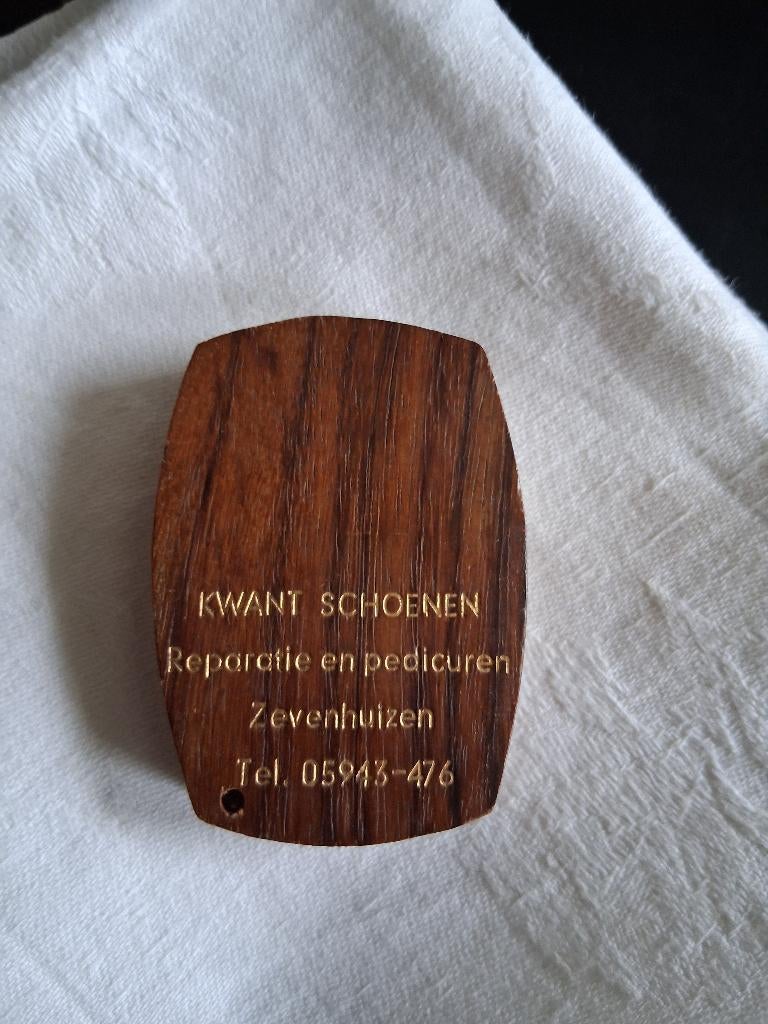 KWANT SCHOENEN
Reparatie en pedicuren
Zevenhuizen
Tel. 05943-476